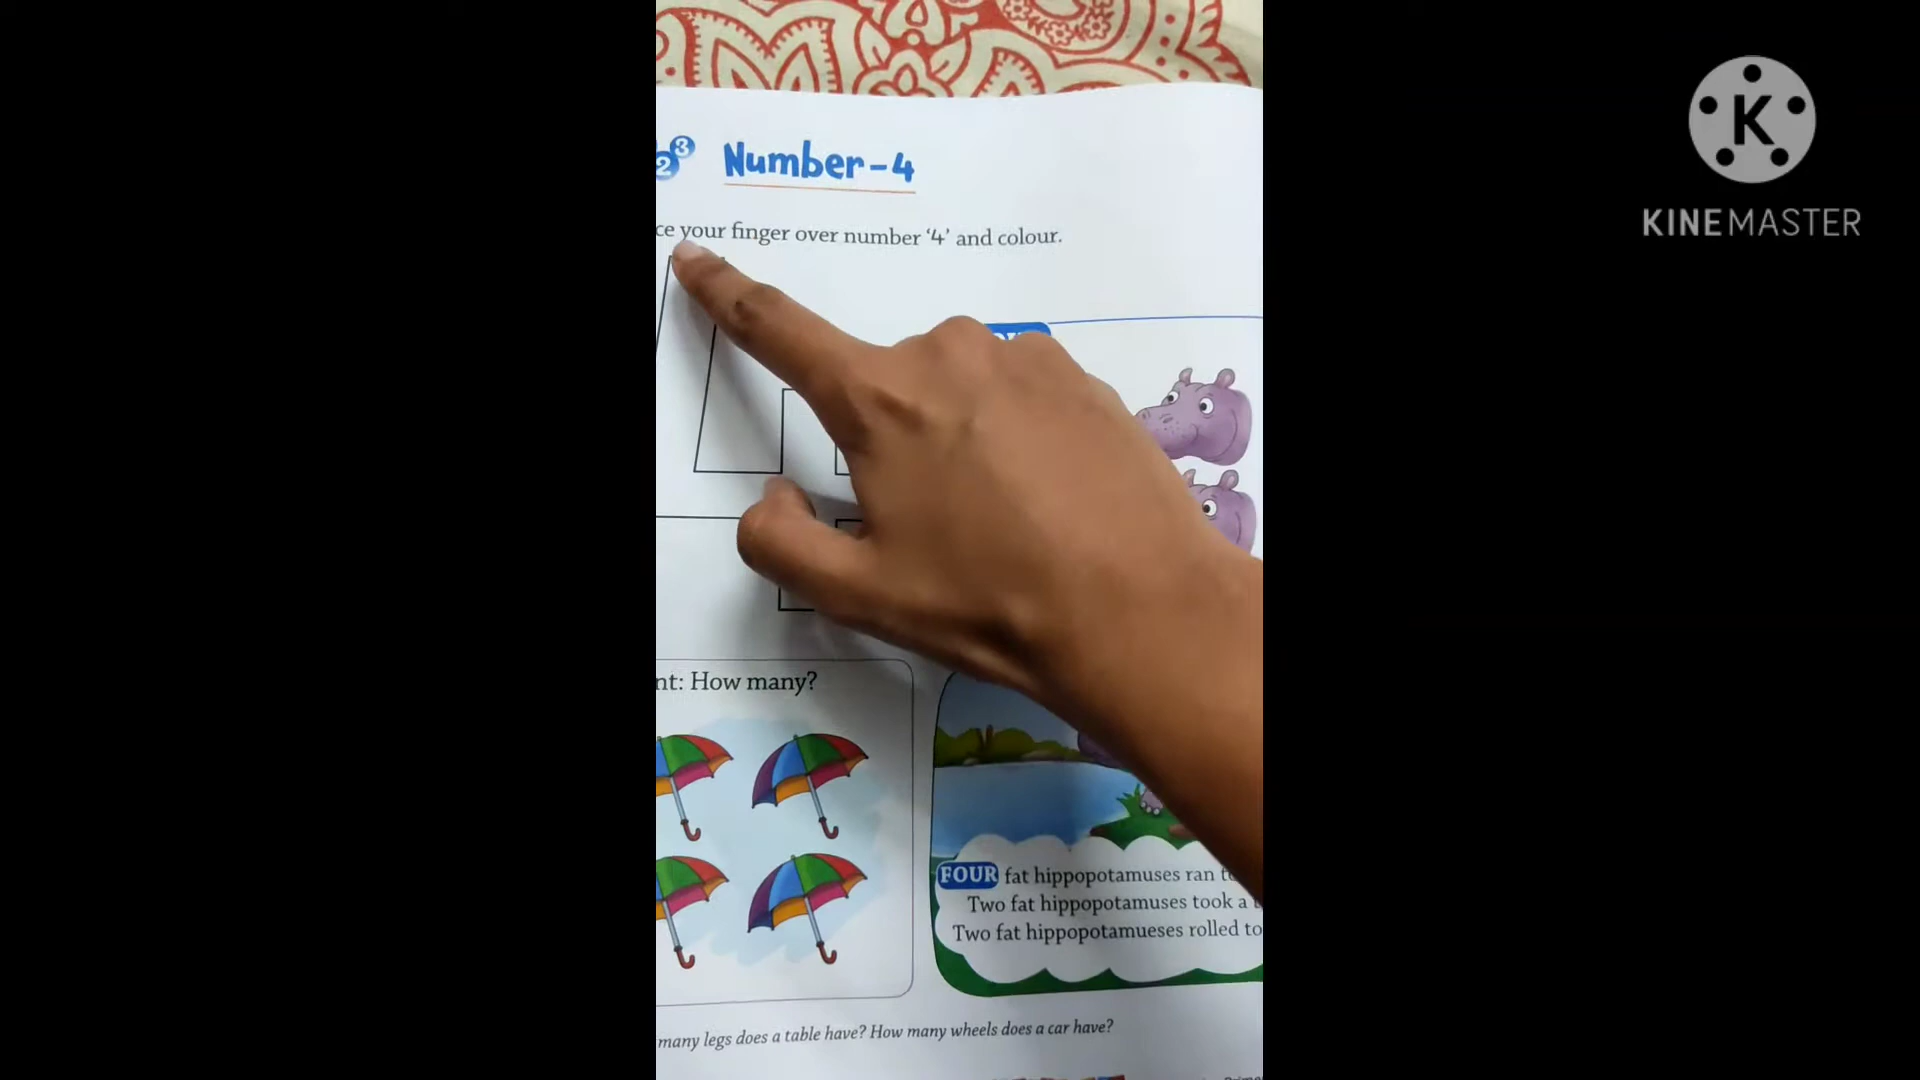 2 3 Number-4
ce your finger over number ‘4’ and colour.
nt: How many?
FOUR fat hippopotamuses ran
Two fat hippopotamuses took a
Two fat hippopotamueses rolled to
many legs does a table have? How many wheels does a car have?
K
KINEMASTER